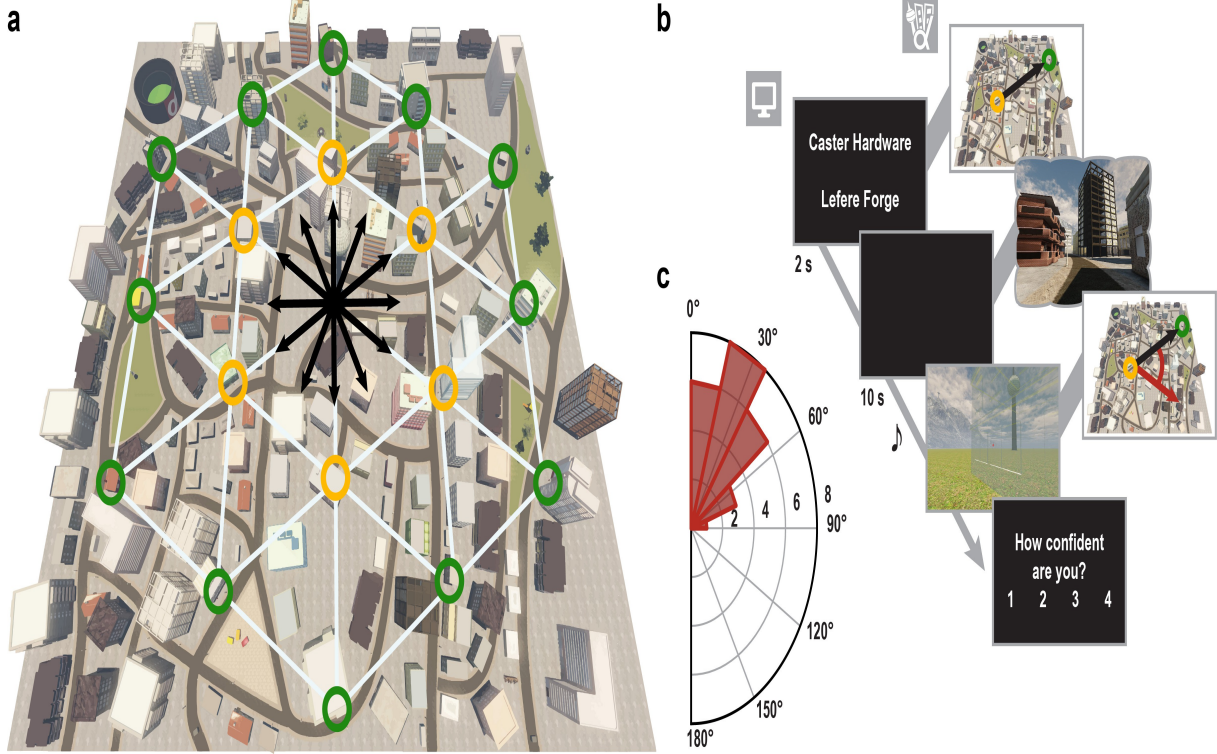 a
b
Caster Hardware
Lefere Forge
2 s
10 s
♪
How confident
are you?
1 2 3 4
c
0°
30°
60°
90°
120°
150°
180°
2 4 6 8